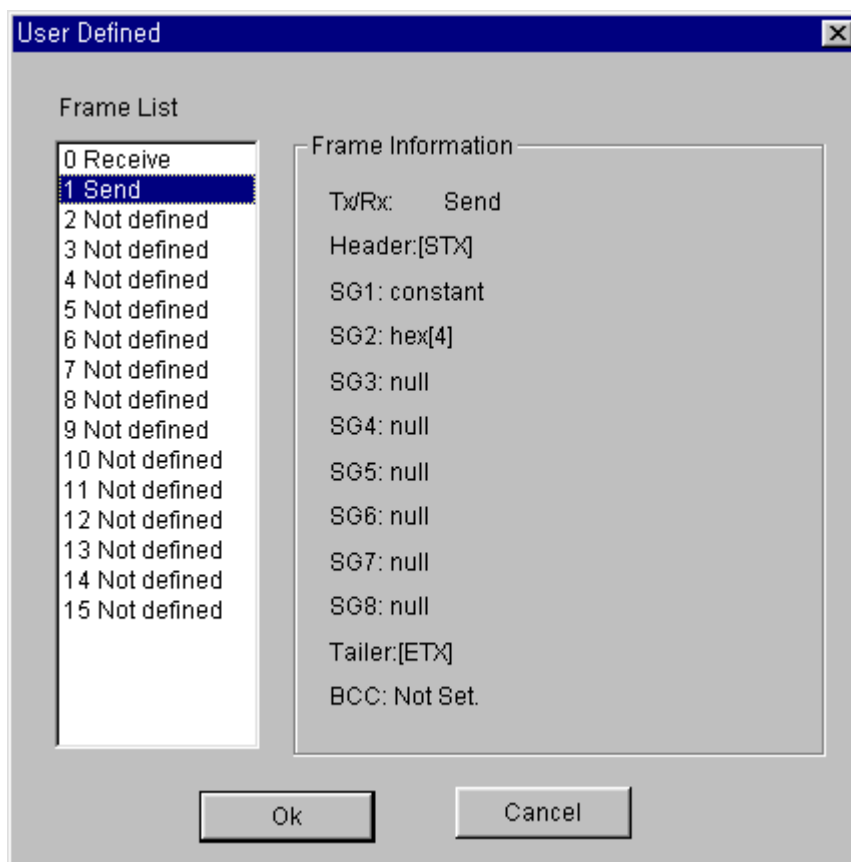 User Defined
Frame List
0 Receive
1 Send
2 Not defined
3 Not defined
4 Not defined
5 Not defined
6 Not defined
7 Not defined
8 Not defined
9 Not defined
10 Not defined
11 Not defined
12 Not defined
13 Not defined
14 Not defined
15 Not defined
Frame Information
Tx/Rx: Send
Header:[STX]
SG1: constant
SG2: hex[4]
SG3: null
SG4: null
SG5: null
SG6: null
SG7: null
SG8: null
Tailer:[ETX]
BCC: Not Set.
Ok
Cancel